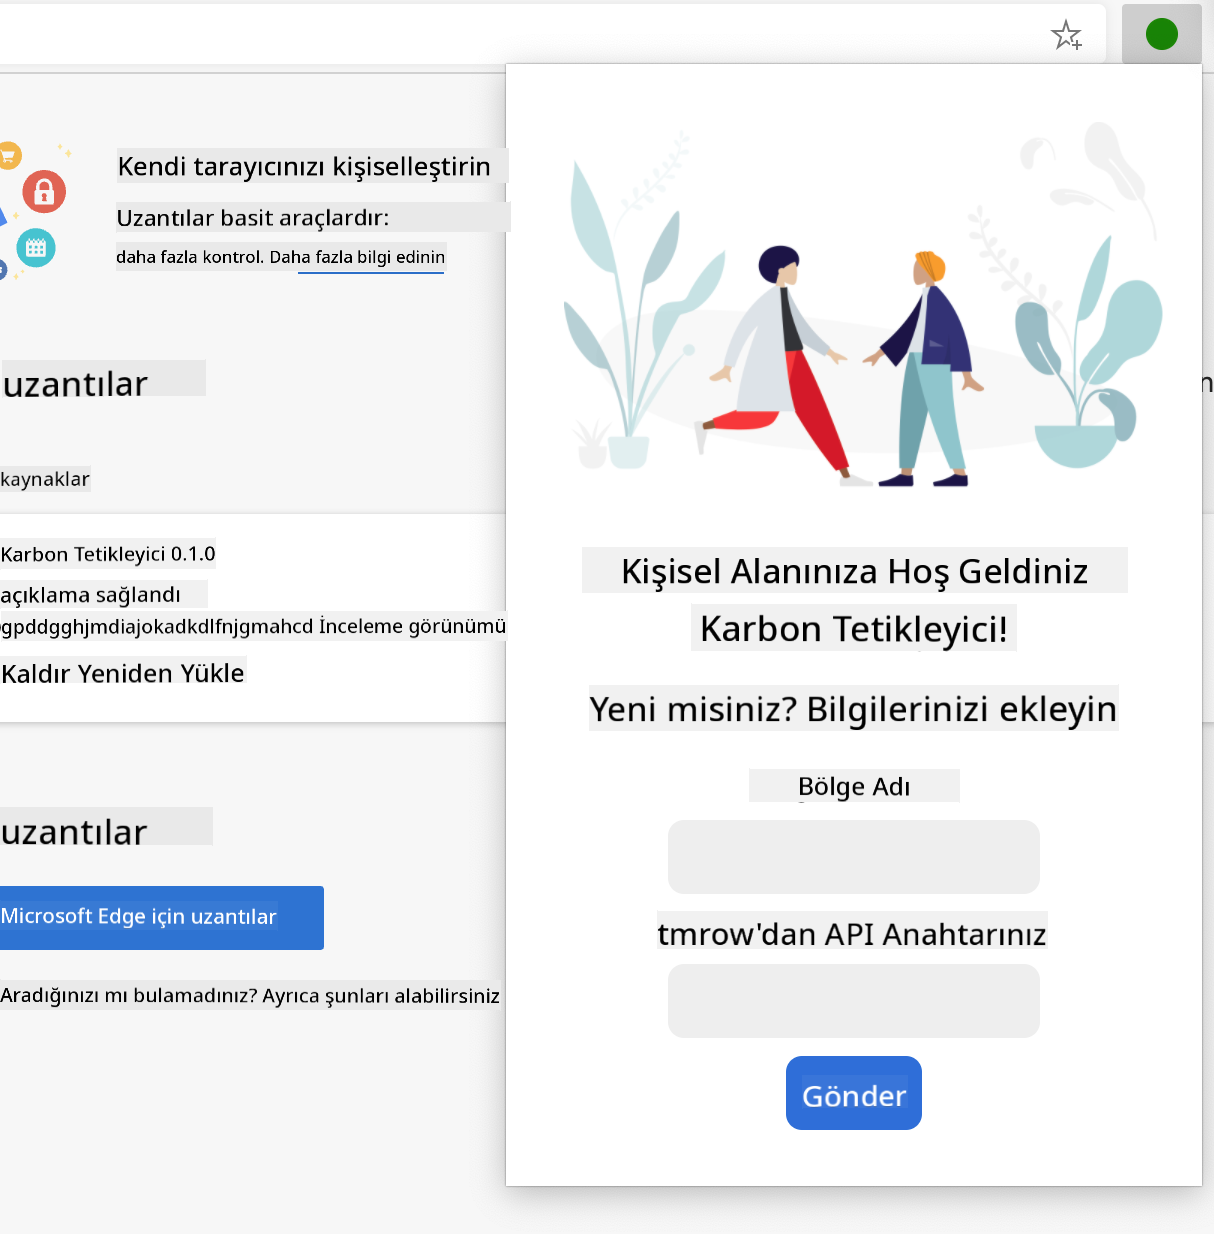 Kendi tarayıcınızı kişiselleştirin
Uzantılar basit araçlardır:
daha fazla kontrol. Daha fazla bilgi edinin
uzantılar
kaynaklar
Karbon Tetikleyici 0.1.0
açıklama sağlandı
gpddgghjmdiajokadkdlfnjgmahcd İnceleme görünümü
Kaldır Yeniden Yükle
uzantılar
Microsoft Edge için uzantılar
Aradığınızı mı bulamadınız? Ayrıca şunları alabilirsiniz
Kişisel Alanınıza Hoş Geldiniz
Karbon Tetikleyici!
Yeni misiniz? Bilgilerinizi ekleyin
Bölge Adı
tmrow'dan API Anahtarınız
Gönder